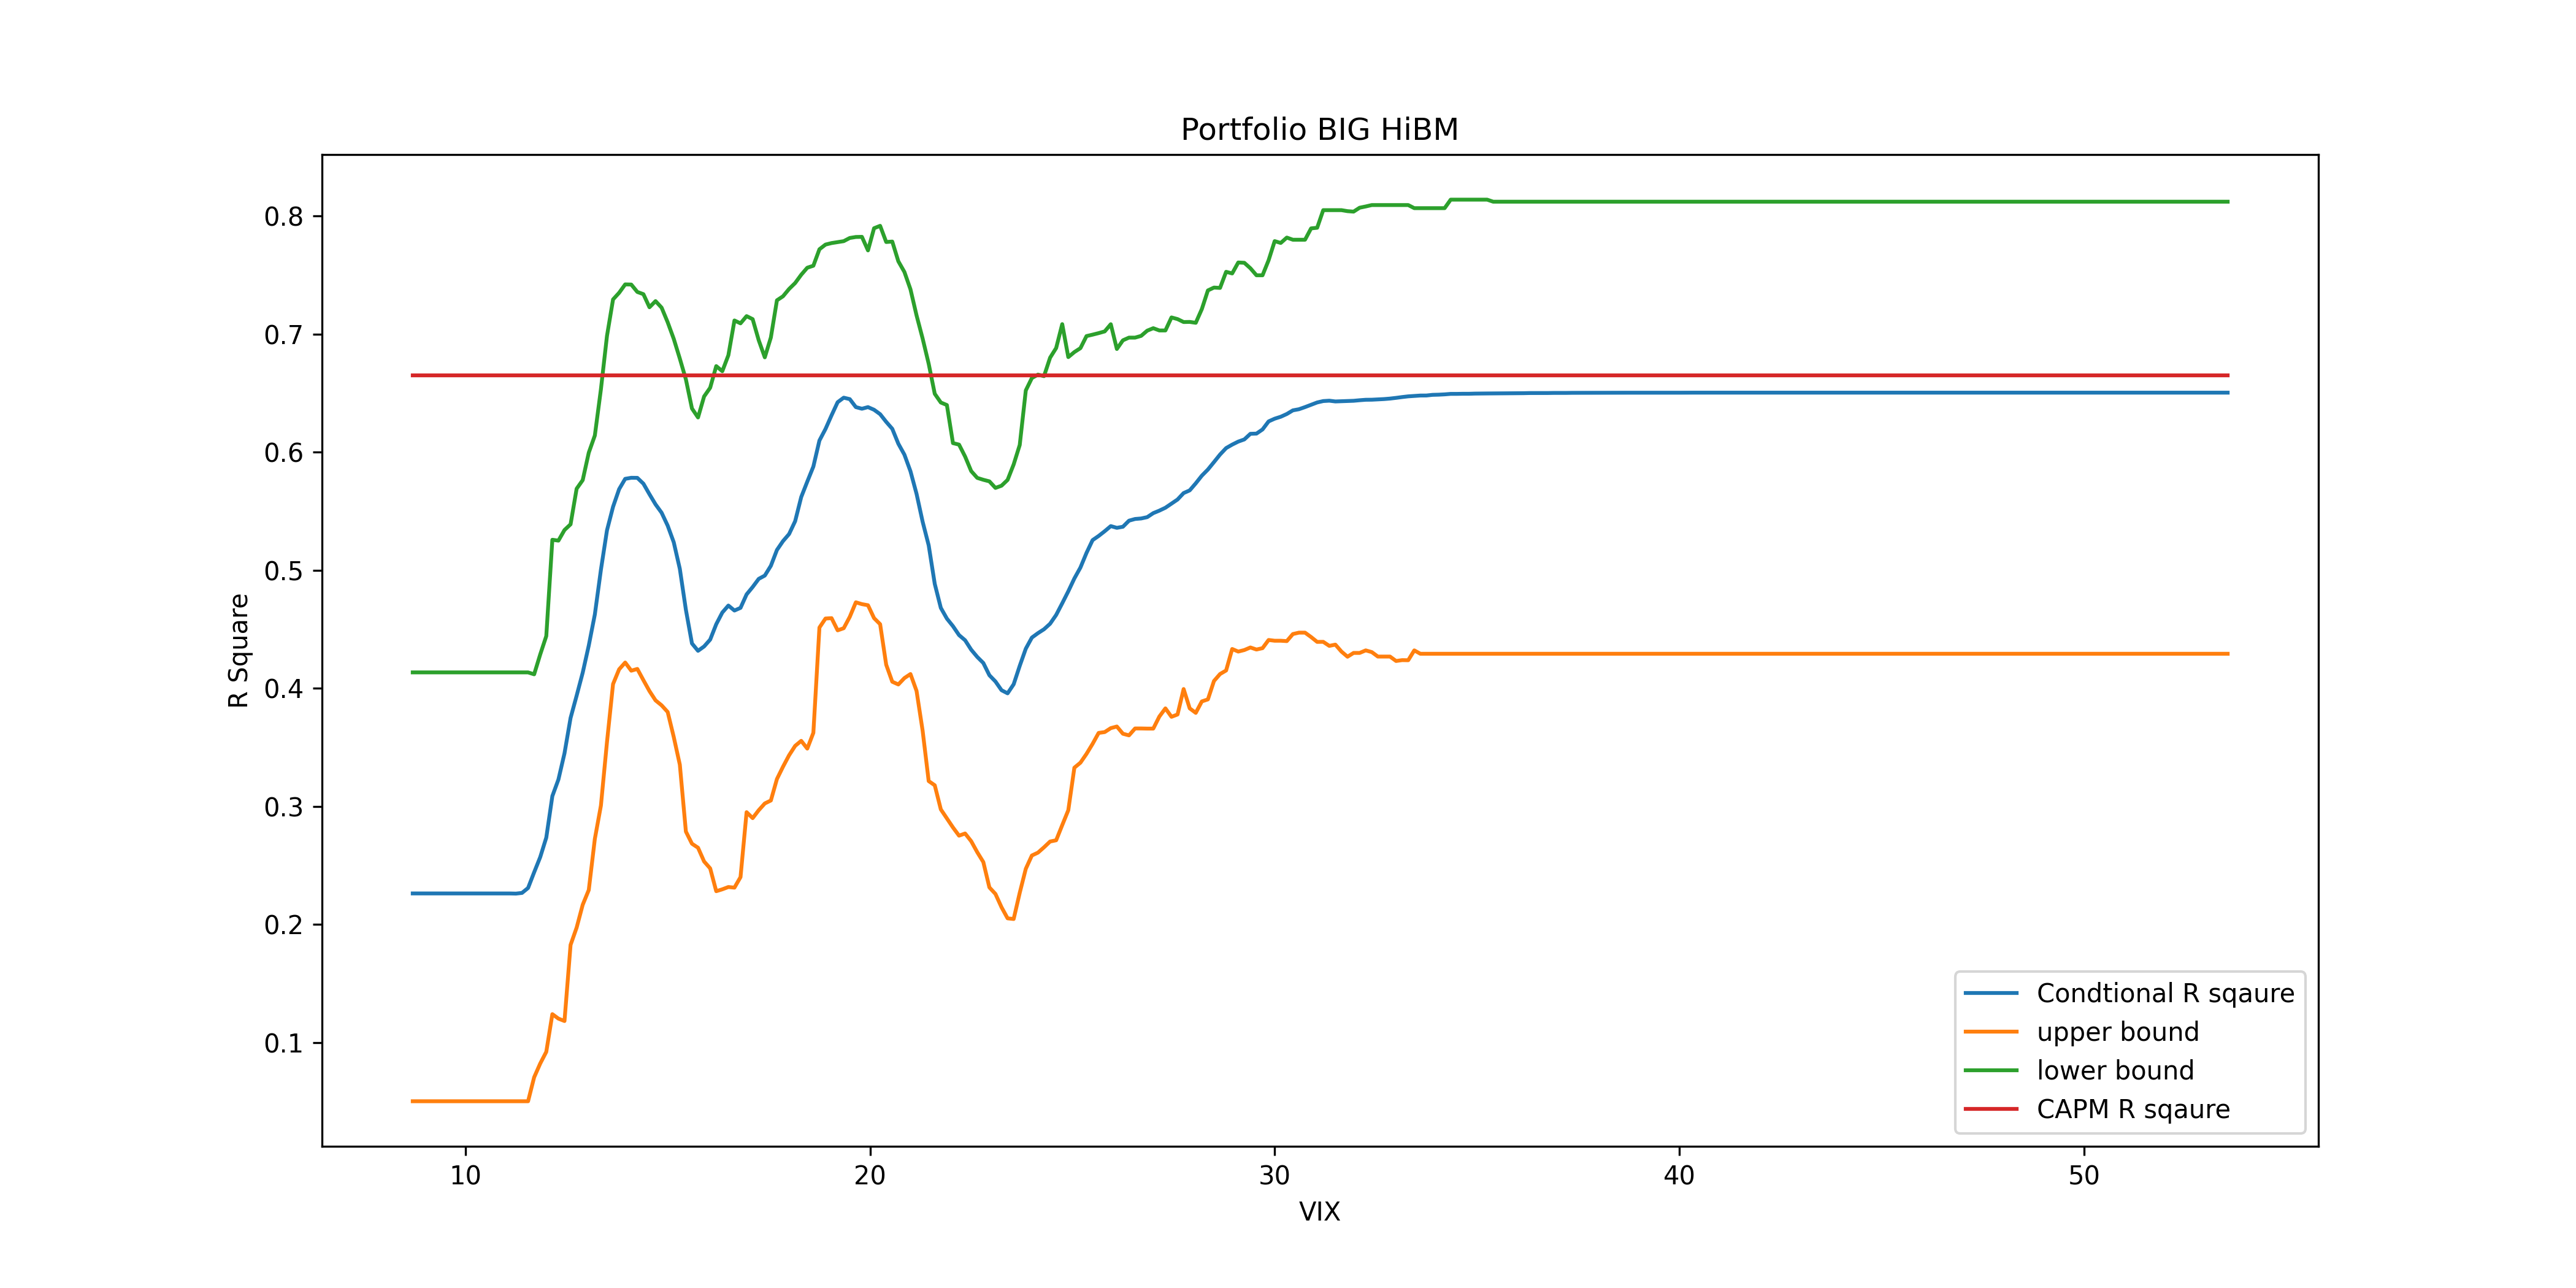 Portfolio BIG HiBM
R Square
0.8
0.7
0.6
0.5
0.4
0.3
0.2
0.1
10 20 30 40 50
VIX
Condtional R sqaure
upper bound
lower bound
CAPM R sqaure